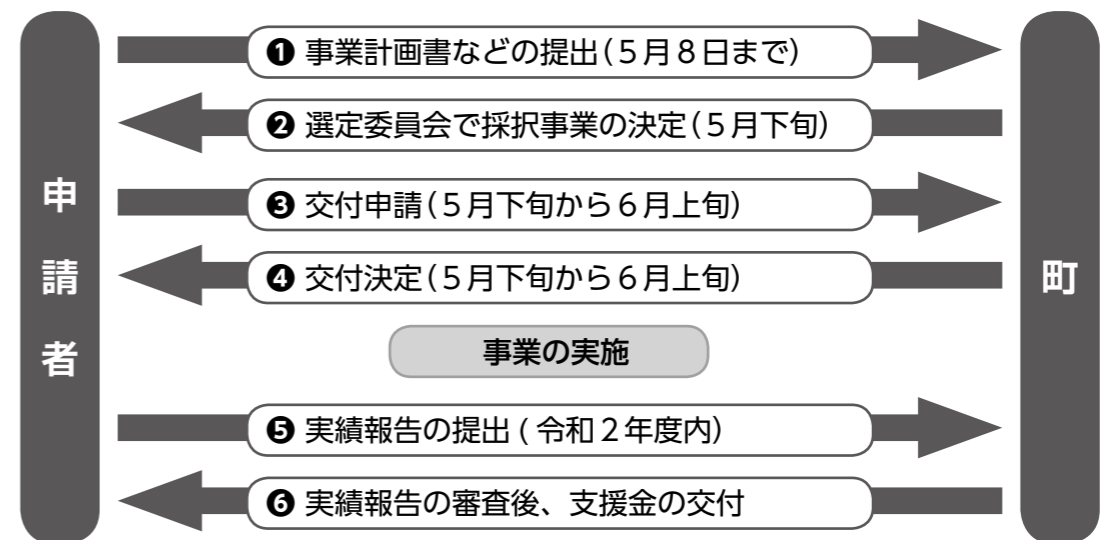 申請者
❶ 事業計画書などの提出(５月８日まで)
❷ 選定委員会で採択事業の決定(５月下旬)
❸ 交付申請(５月下旬から６月上旬)
❹ 交付決定(５月下旬から６月上旬)
事業の実施
❺ 実績報告の提出 ( 令和２年度内)
❻ 実績報告の審査後、支援金の交付
町